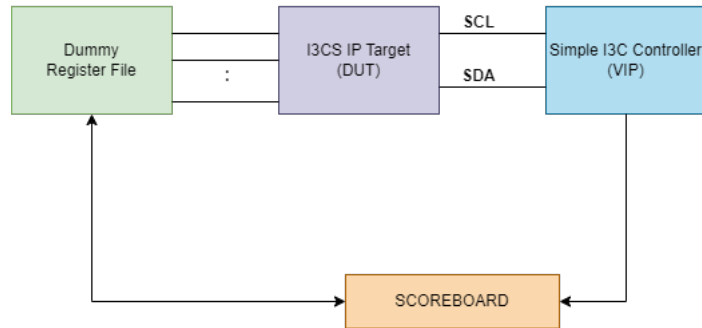 Dummy
Register File
:
I3CS IP Target
(DUT)
SCL
SDA
Simple I3C Controller
(VIP)
SCOREBOARD